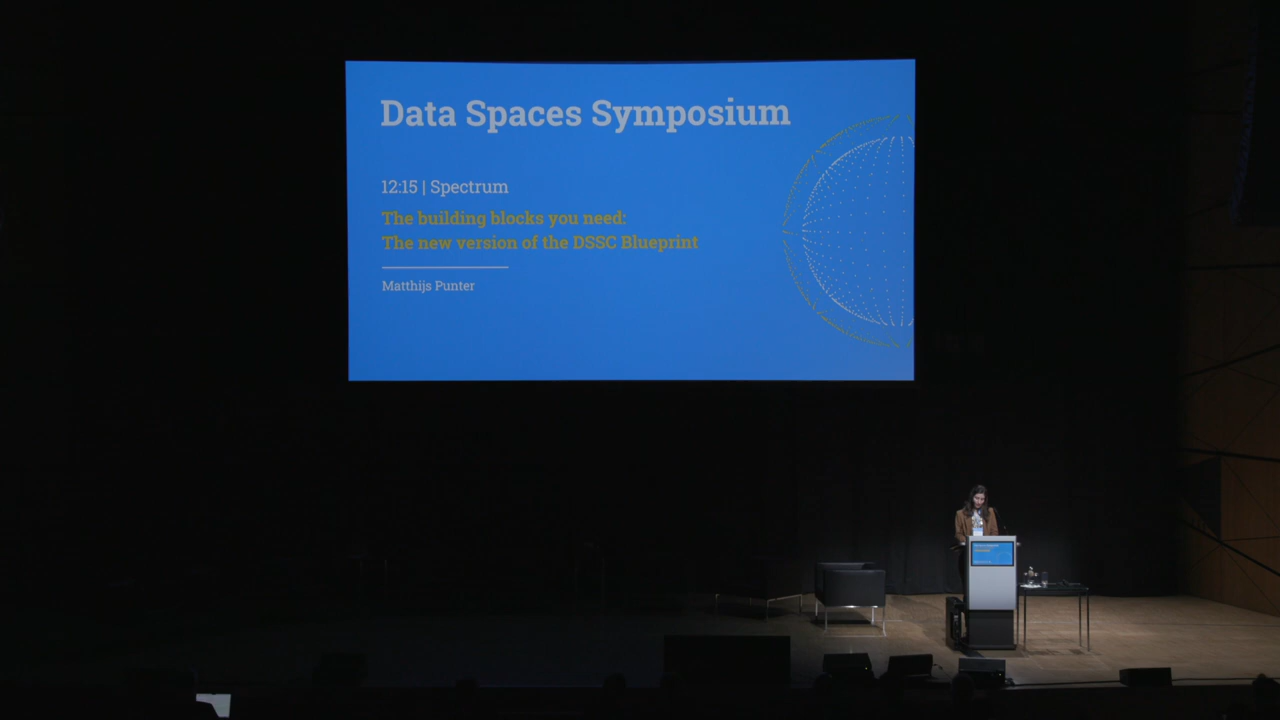 Data Spaces Symposium
12:15 | Spectrum
The building blocks you need:
The new version of the DSSC Blueprint
Matthijs Punter